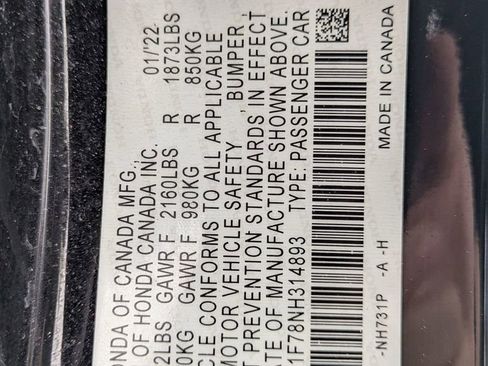 ONDA OF CANADA MFG., 01/'22
OF HONDA CANADA INC.
2LBS GAWR F 2160LBS R 1873LBS
0KG GAWR F 980KG R 850KG
CLE CONFORMS TO ALL APPLICABLE
MOTOR VEHICLE SAFETY, BUMPER,
T PREVENTION STANDARDS IN EFFECT
ATE OF MANUFACTURE SHOWN ABOVE.
1F78NH314893 TYPE: PASSENGER CAR
-NH731P -A -H MADE IN CANADA